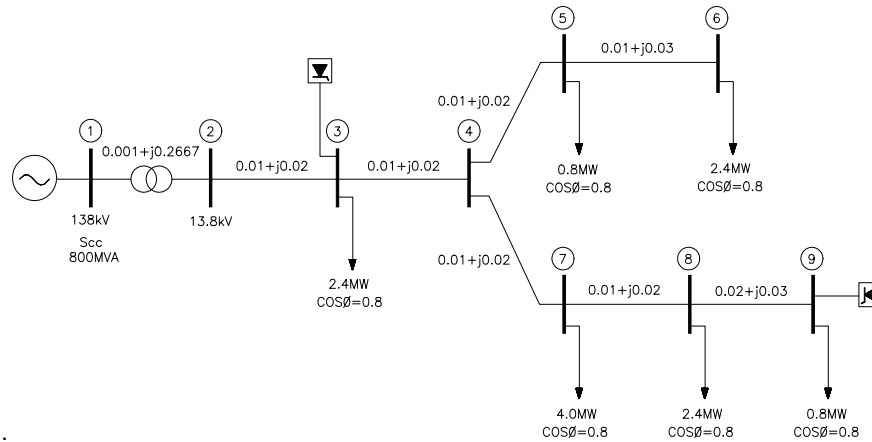 5
6
0.01+j0.03
1
2
3
4
0.01+j0.02
0.001+j0.2667
0.01+j0.02
0.01+j0.02
0.8MW
COSØ=0.8
2.4MW
COSØ=0.8
138kV
13.8kV
Scc
800MVA
7
8
9
0.01+j0.02
0.01+j0.02
0.02+j0.03
2.4MW
COSØ=0.8
4.0MW
COSØ=0.8
2.4MW
COSØ=0.8
0.8MW
COSØ=0.8
.